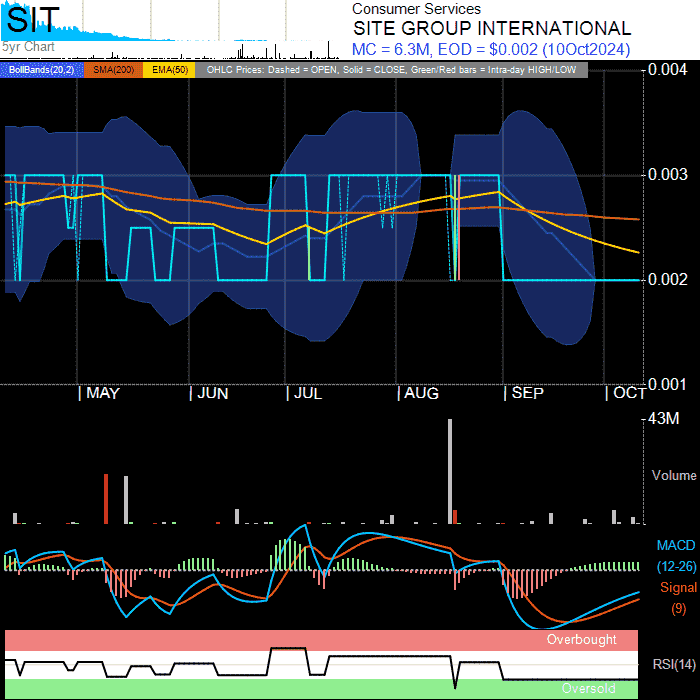 SIT
5yr Chart
Consumer Services
SITE GROUP INTERNATIONAL
MC = 6.3M, EOD = $0.002 (10Oct2024)
BollBands(20,2) SMA(200) EMA(50) OHLC Prices: Dashed = OPEN, Solid = CLOSE, Green/Red bars = Intra-day HIGH/LOW
0.004
0.003
0.002
0.001
| MAY | JUN | JUL | AUG | SEP | OCT
43M
Volume
MACD
(12-26)
Signal
(9)
Overbought
RSI(14)
Oversold